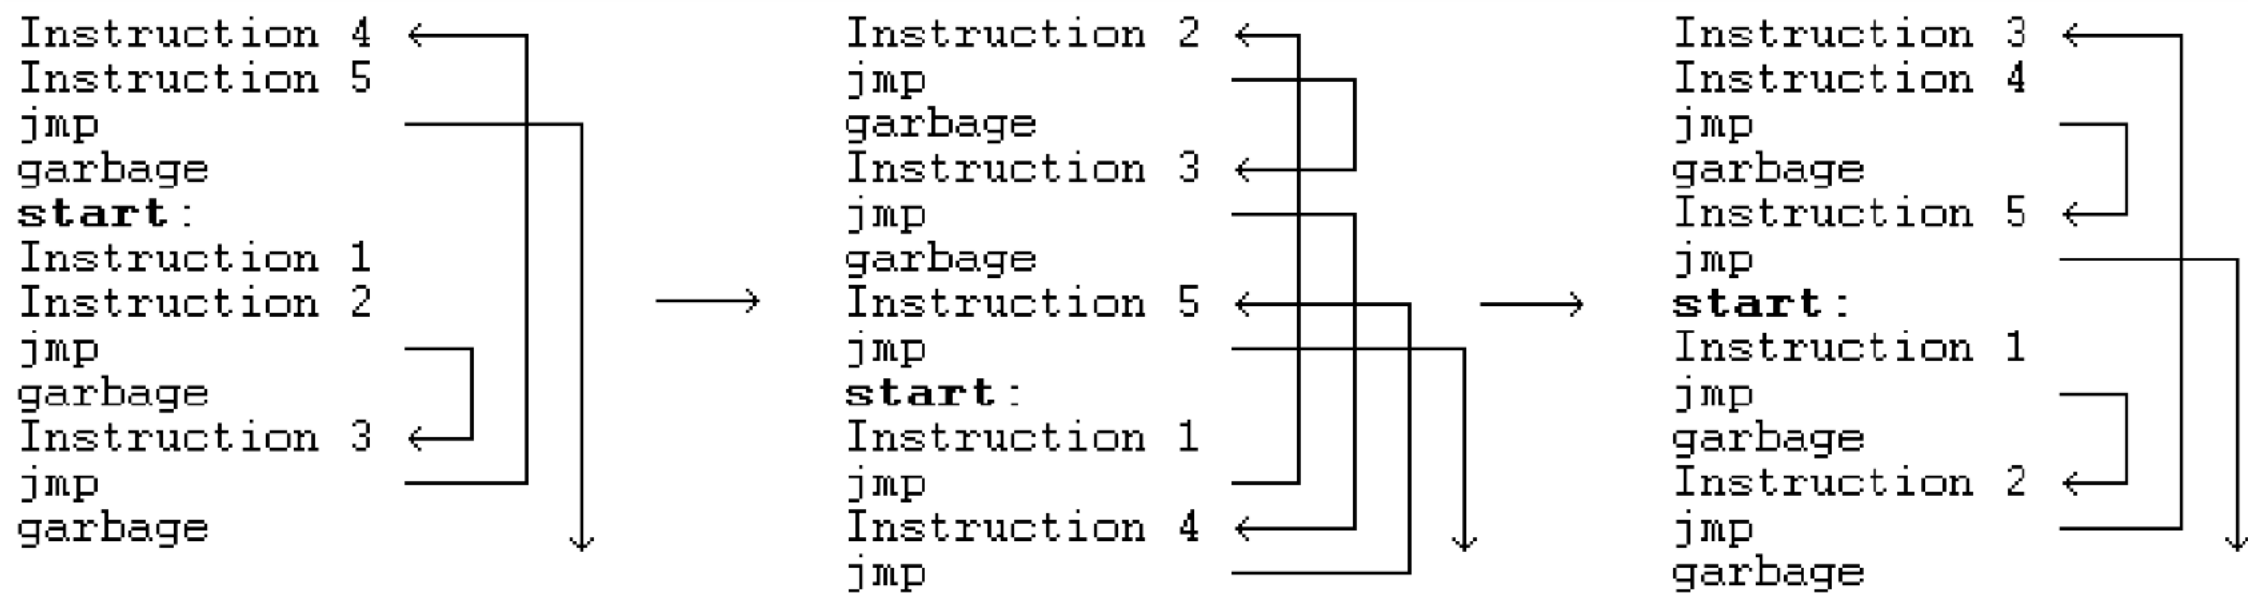 Instruction 4
Instruction 5
jmp
garbage
start:
Instruction 1
Instruction 2
jmp
garbage
Instruction 3
jmp
garbage
Instruction 2
jmp
garbage
Instruction 3
jmp
garbage
Instruction 5
jmp
start:
Instruction 1
jmp
Instruction 4
jmp
Instruction 3
Instruction 4
jmp
garbage
Instruction 5
jmp
start:
Instruction 1
jmp
garbage
Instruction 2
jmp
garbage